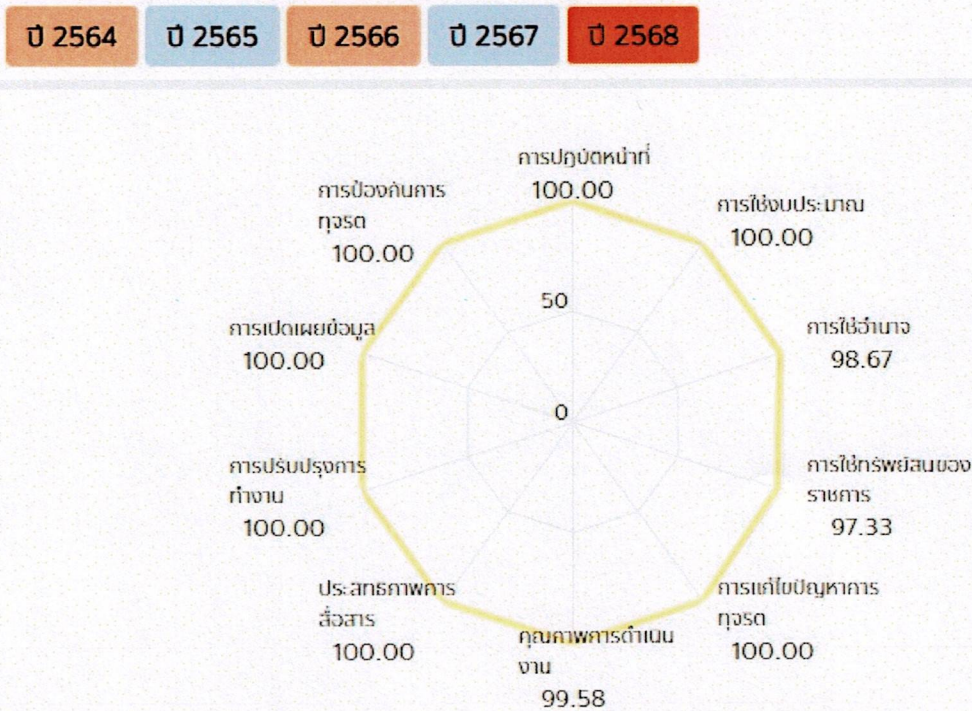 ปี 2564
ปี 2565
ปี 2566
ปี 2567
ปี 2568
การปฏิบัติหน้าที่
100.00
การใช้งบประมาณ
100.00
การใช้อำนาจ
98.67
การใช้ทรัพย์สินของ
ราชการ
97.33
การแก้ไขปัญหาการ
ทุจริต
100.00
คุณภาพการดำเนิน
งาน
99.58
ประสิทธิภาพการ
สื่อสาร
100.00
การปรับปรุงการ
ทำงาน
100.00
การเปิดเผยข้อมูล
100.00
การป้องกันการ
ทุจริต
100.00
50
0